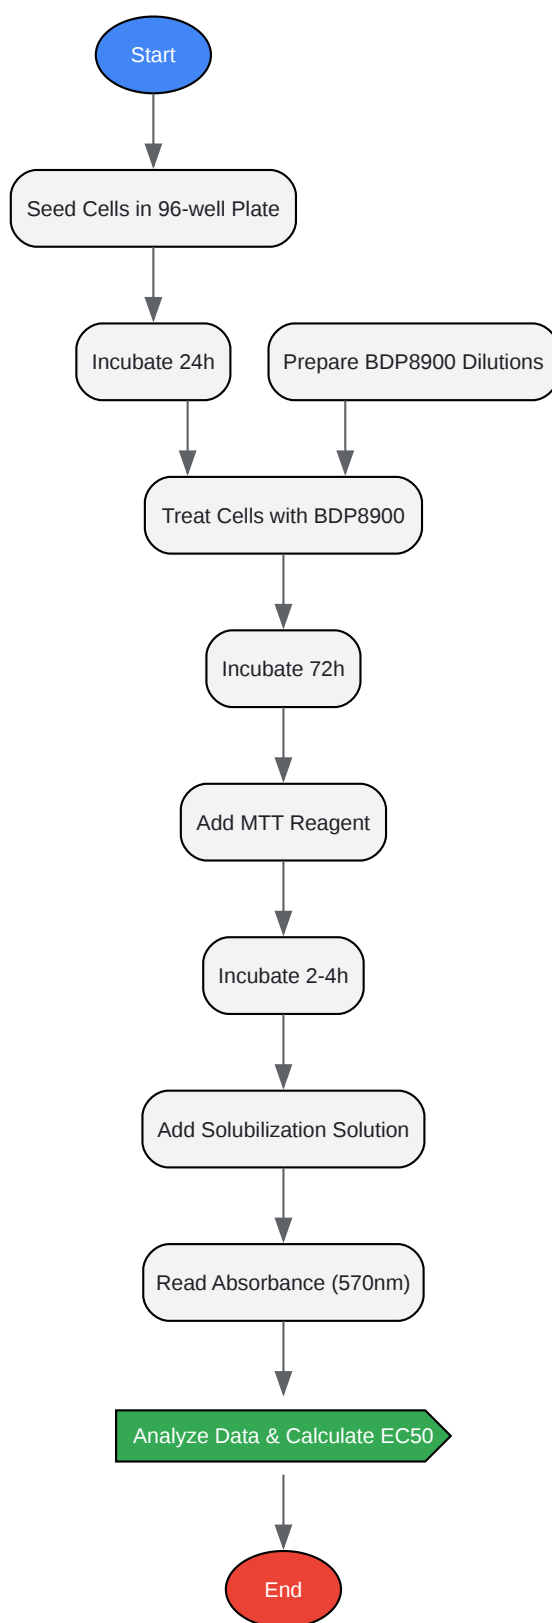 Start
Seed Cells in 96-well Plate
Incubate 24h
Prepare BDP8900 Dilutions
Treat Cells with BDP8900
Incubate 72h
Add MTT Reagent
Incubate 2-4h
Add Solubilization Solution
Read Absorbance (570nm)
Analyze Data & Calculate EC50
End